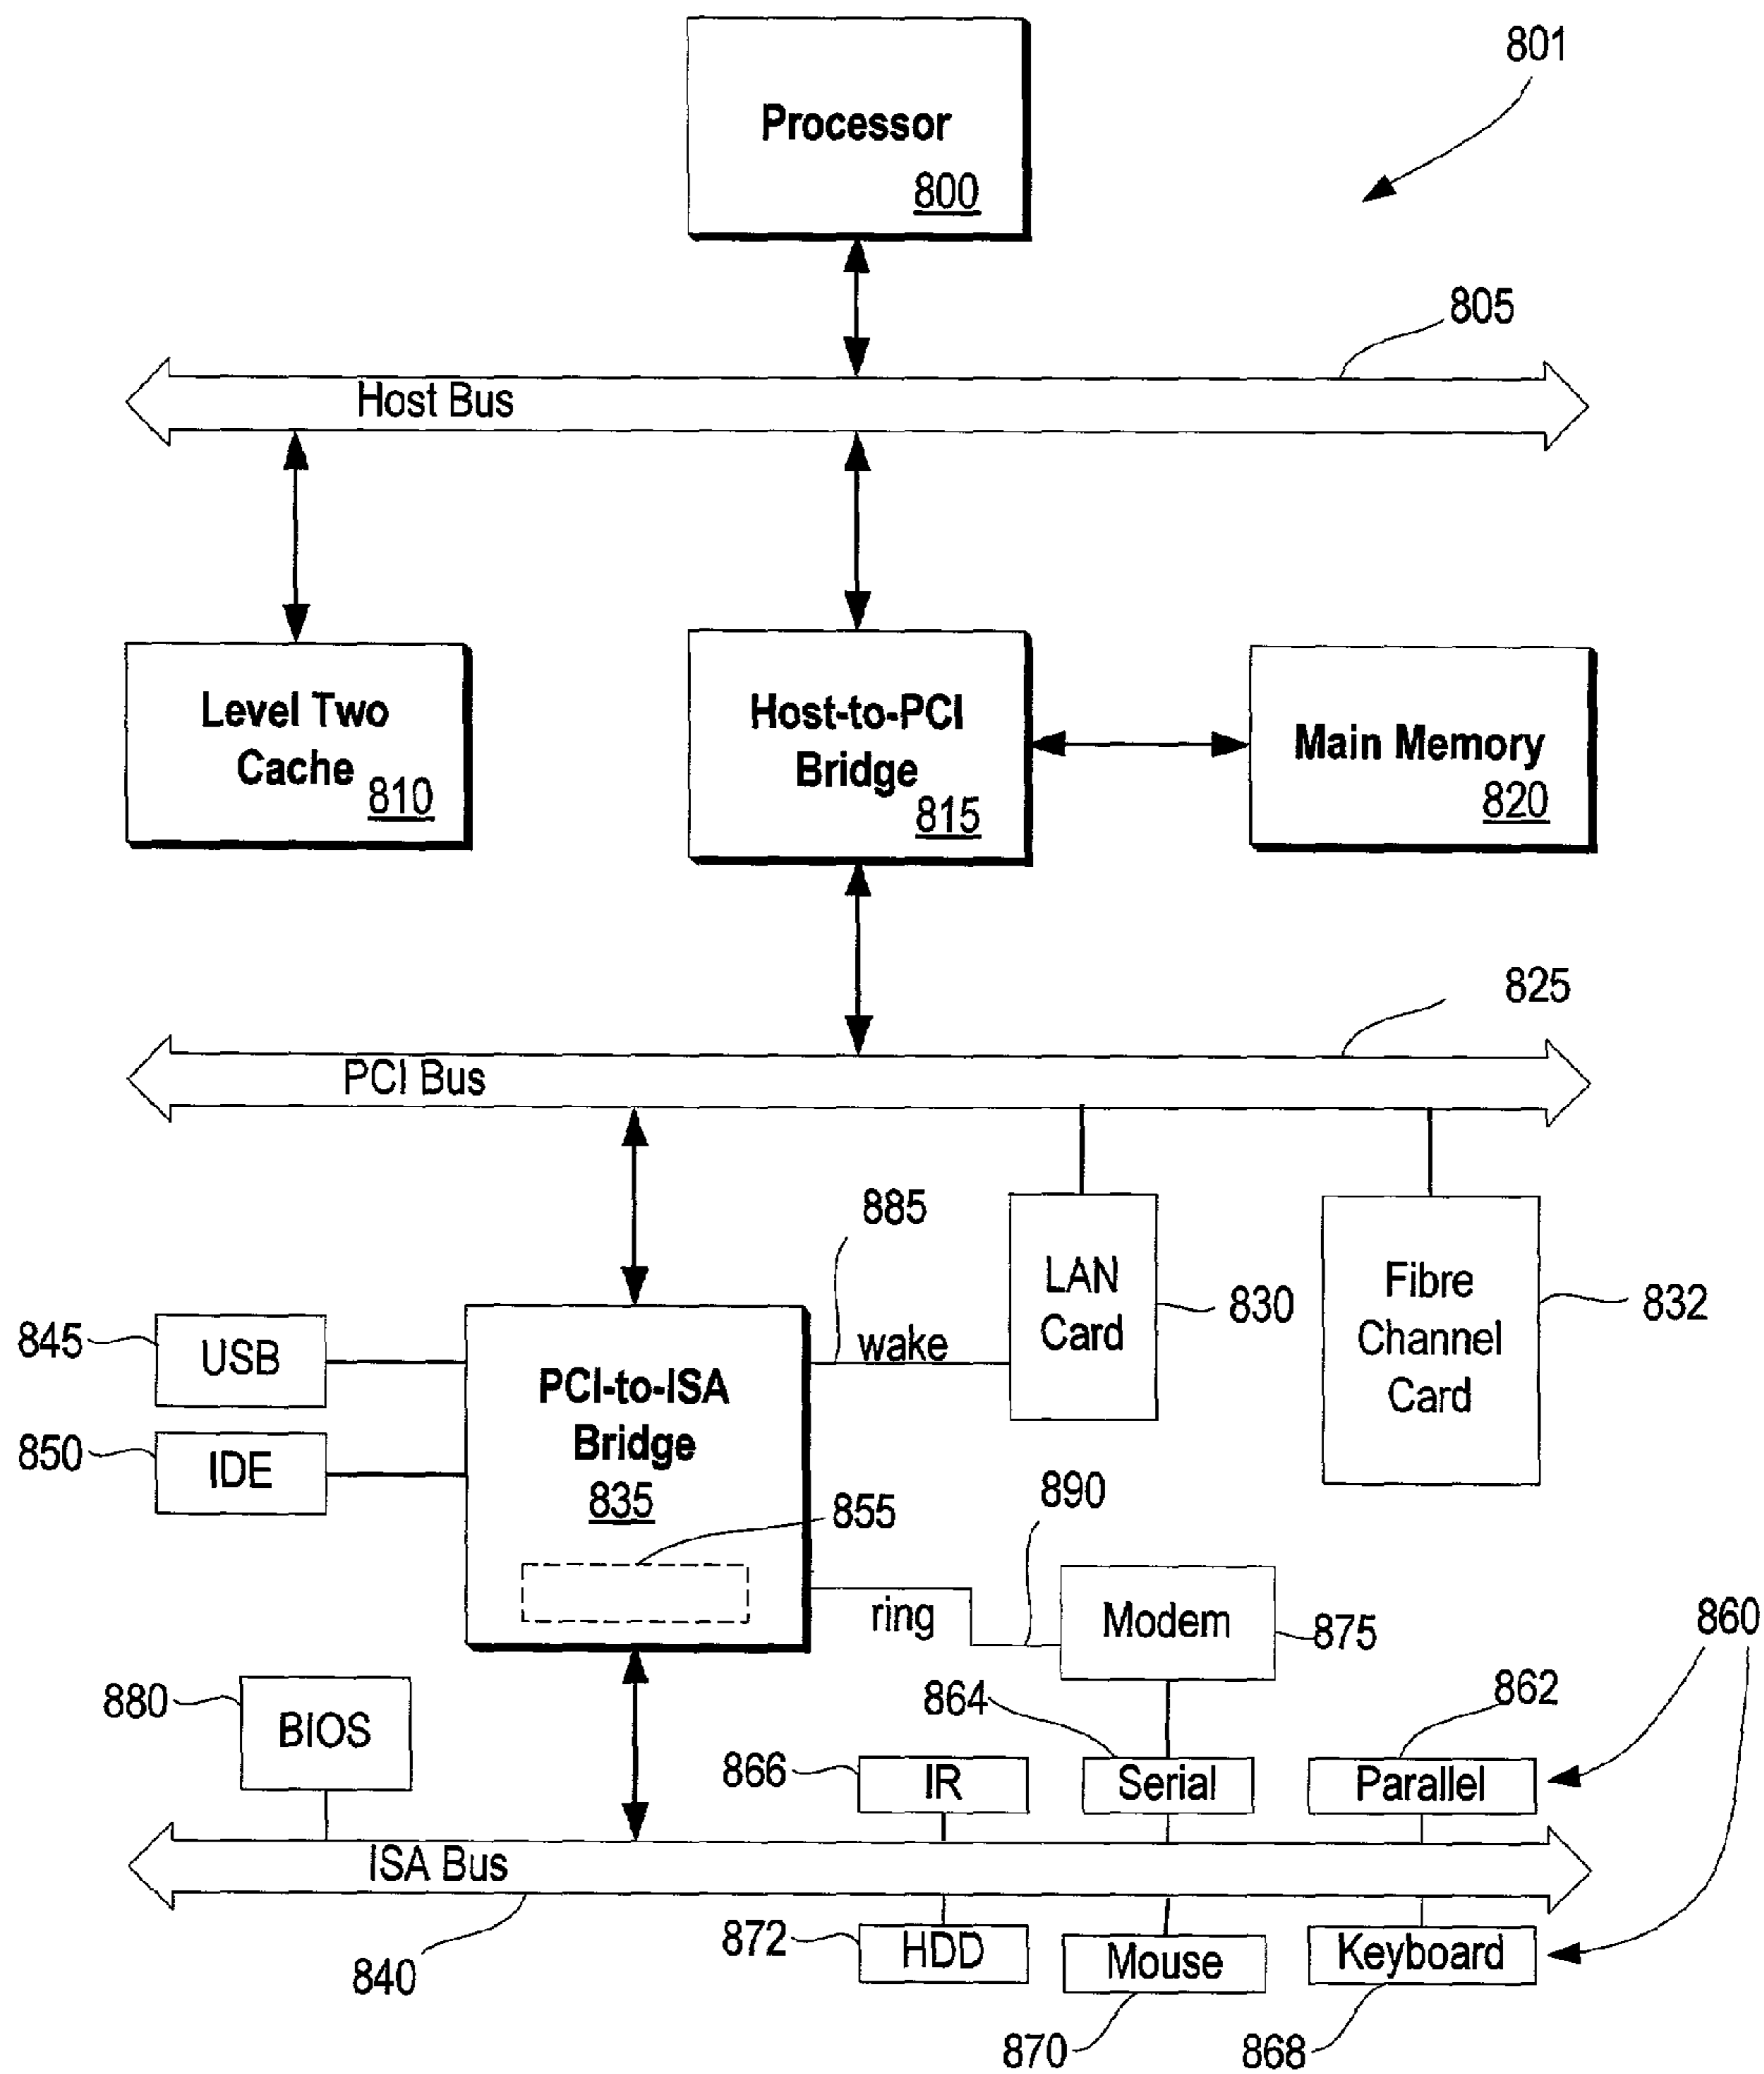 801
Processor
800
805
Host Bus
Level Two
Cache
810
Host-to-PCI
Bridge
815
Main Memory
820
825
PCI Bus
885
LAN
Card
830
Fibre
Channel
Card
832
wake
845
USB
PCI-to-ISA
Bridge
835
850
IDE
855
890
ring
Modem
875
860
880
BIOS
864
862
866
IR
Serial
Parallel
ISA Bus
840
872
HDD
Mouse
Keyboard
870
868